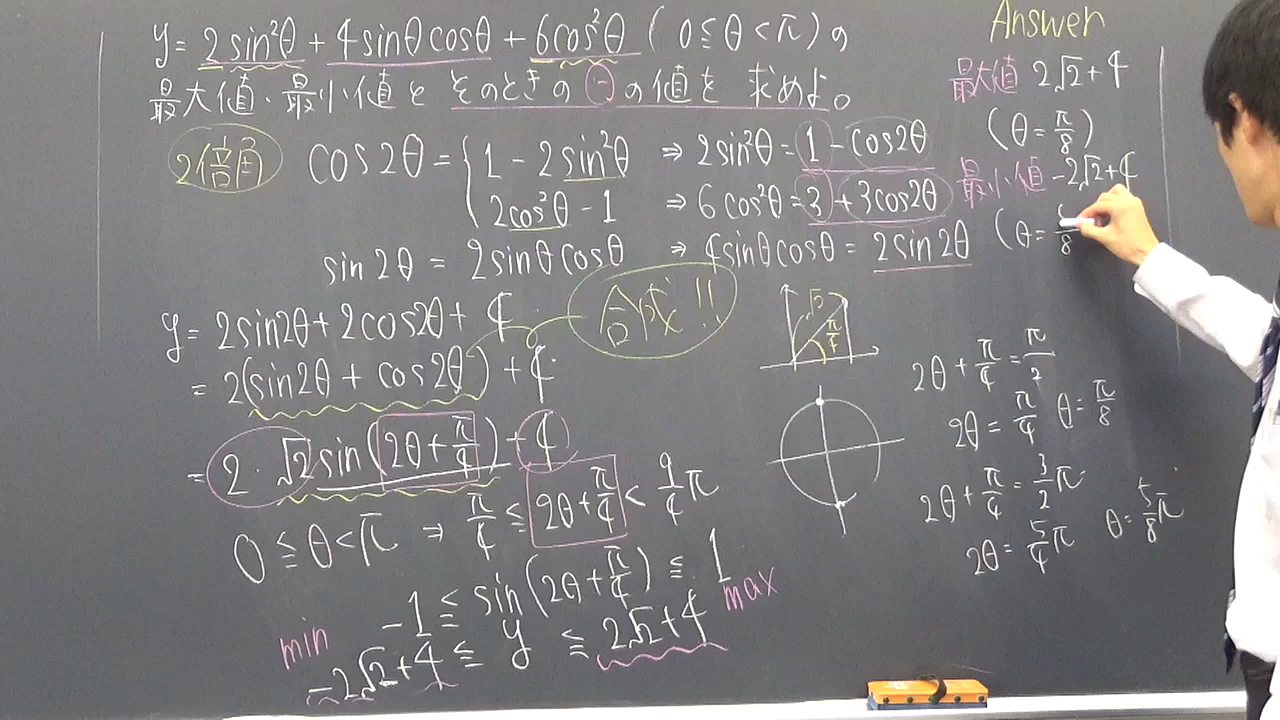 y = 2sin²θ + 4sinθcosθ + 6cos²θ (0≦θ<π)の
最大値・最小値とそのときのθの値を求めよ。
2倍角
cos2θ = { 1 - 2sin²θ ⇒ 2sin²θ = 1 - cos2θ
2cos²θ - 1 ⇒ 6cos²θ = 3 + 3cos2θ
sin2θ = 2sinθcosθ ⇒ 4sinθcosθ = 2sin2θ
y = 2sin2θ + 2cos2θ + 4
合成!!
= 2(sin2θ + cos2θ) + 4
= 2・√2sin(2θ + π/4) + 4
0 ≦ θ < π ⇒ π/4 ≦ 2θ + π/4 < 9/4π
-1 ≦ sin(2θ + π/4) ≦ 1
min -2√2+4 ≦ y ≦ 2√2+4 max
√2
π/4
2θ + π/4 = π/2
2θ = π/4 θ = π/8
2θ + π/4 = 3/2π
2θ = 5/4π θ = 5/8π
Answer
最大値 2√2+4
(θ = π/8)
最小値 -2√2+4
(θ = /8